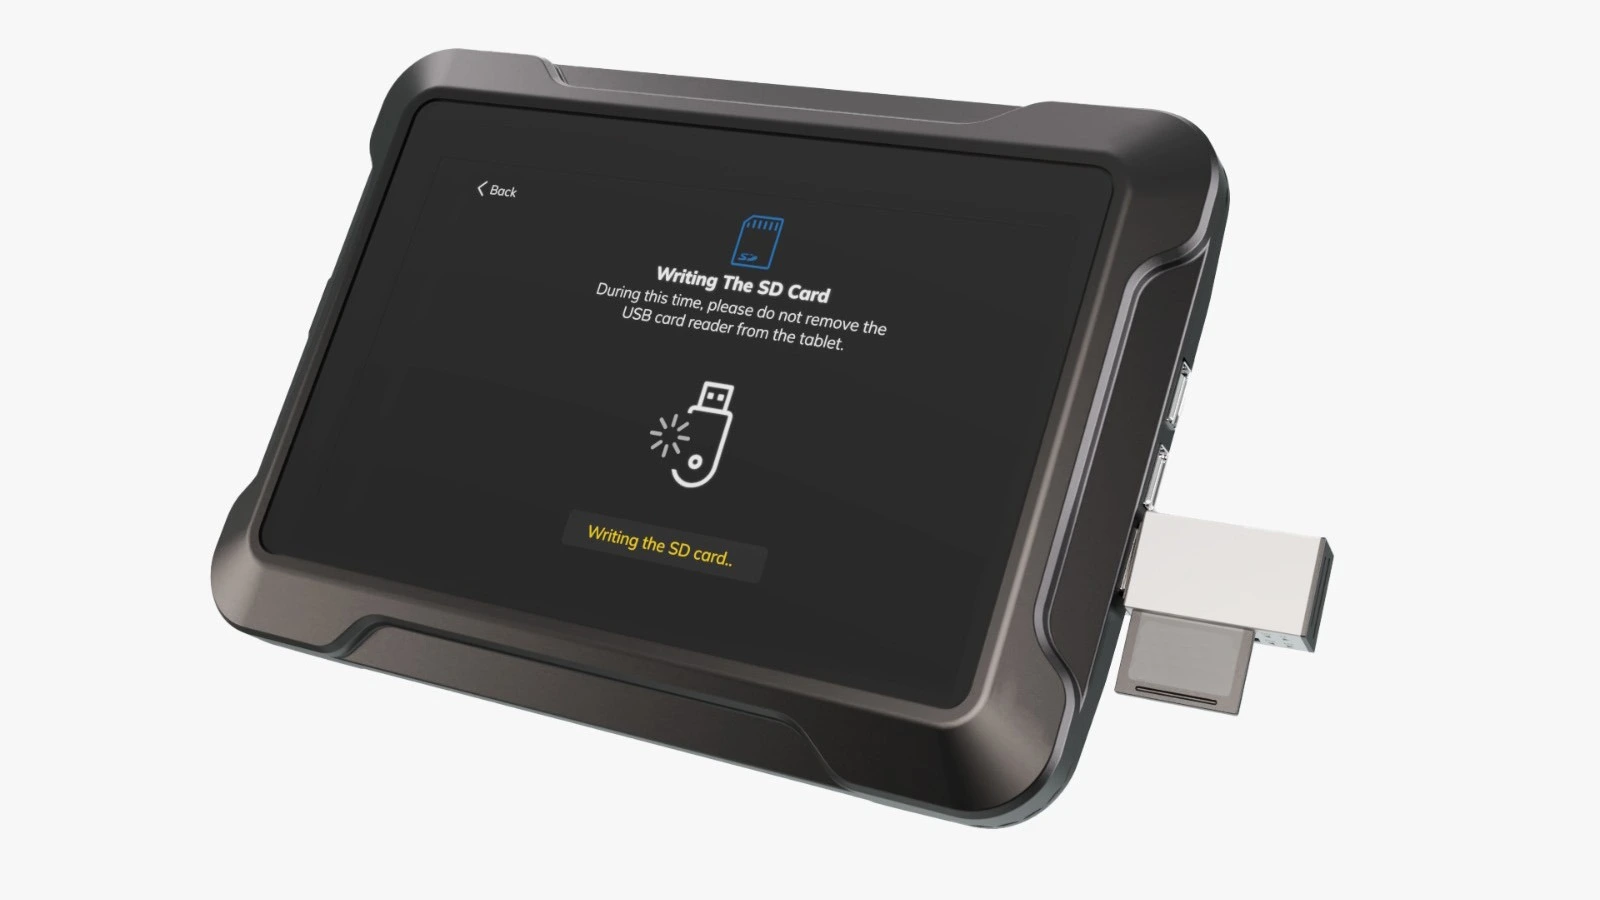 Back
SD
Writing The SD Card
During this time, please do not remove the
USB card reader from the tablet.
Writing the SD card..